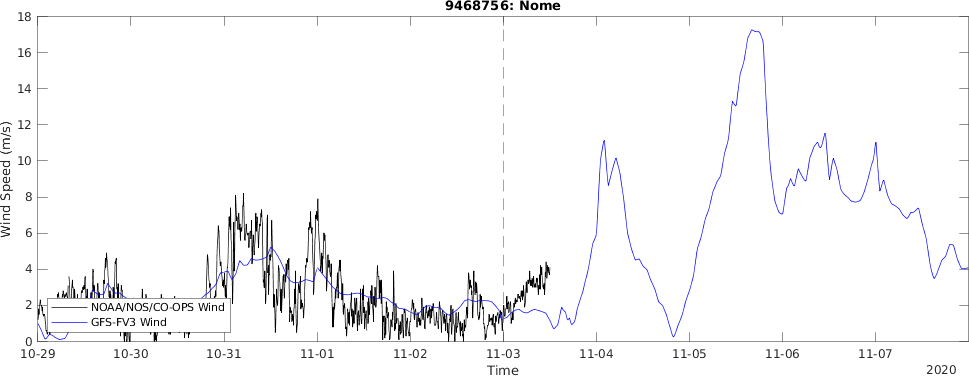 9468756: Nome
18
16
14
12
10
8
6
4
2
0
Wind Speed (m/s)
NOAA/NOS/CO-OPS Wind
GFS-FV3 Wind
10-29 10-30 10-31 11-01 11-02 11-03 11-04 11-05 11-06 11-07
Time
2020